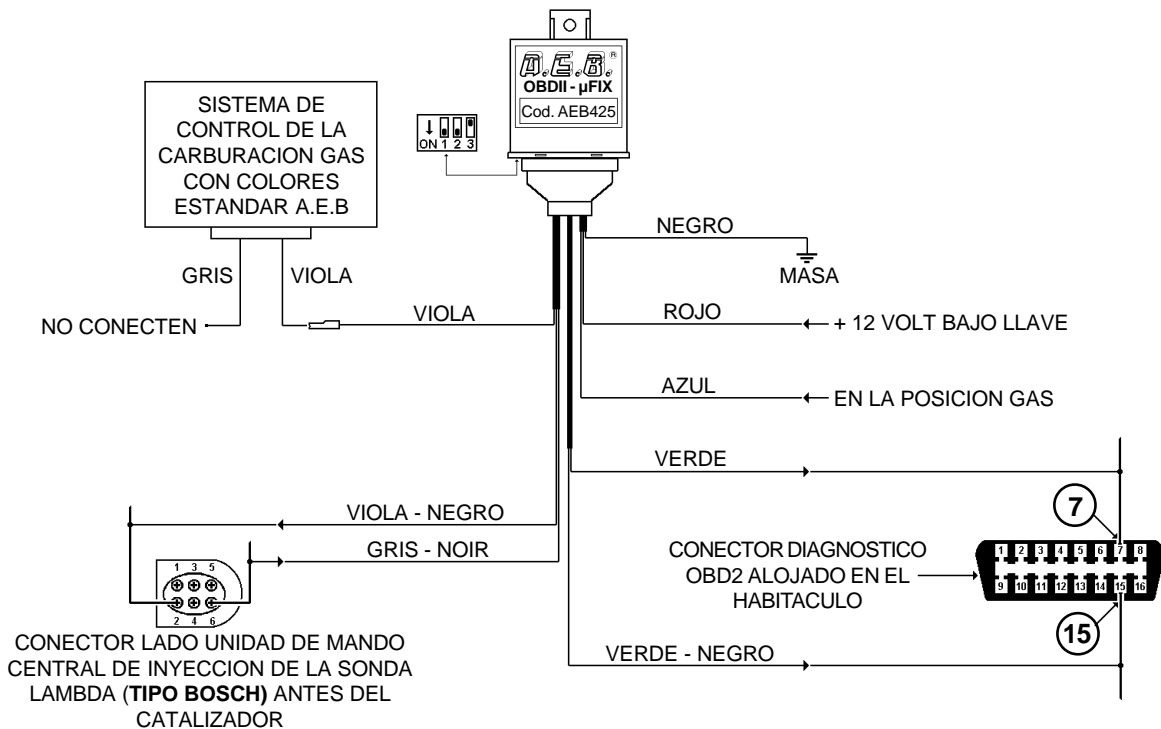 A.E.B.®
OBDII - µFIX
Cod. AEB425
SISTEMA DE
CONTROL DE LA
CARBURACION GAS
CON COLORES
ESTANDAR A.E.B
ON 1 2 3
NEGRO
MASA
GRIS
VIOLA
NO CONECTEN
VIOLA
ROJO
+ 12 VOLT BAJO LLAVE
AZUL
EN LA POSICION GAS
VERDE
VIOLA - NEGRO
GRIS - NOIR
7
CONECTOR DIAGNOSTICO
OBD2 ALOJADO EN EL
HABITACULO
1 2 3 4 5 6 7 8
9 10 11 12 13 14 15 16
15
1 3 5
2 4 6
CONECTOR LADO UNIDAD DE MANDO
CENTRAL DE INYECCION DE LA SONDA
LAMBDA (TIPO BOSCH) ANTES DEL
CATALIZADOR
VERDE - NEGRO